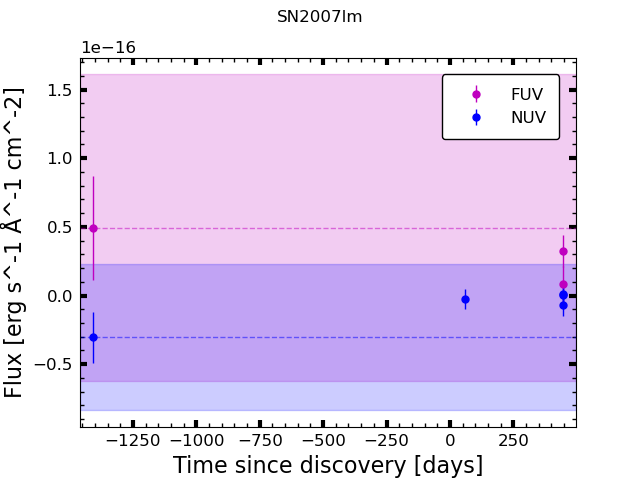 SN2007lm
1e−16
Flux [erg s^-1 Å^-1 cm^-2]
1.5
1.0
0.5
0.0
−0.5
FUV
NUV
−1250 −1000 −750 −500 −250 0 250
Time since discovery [days]